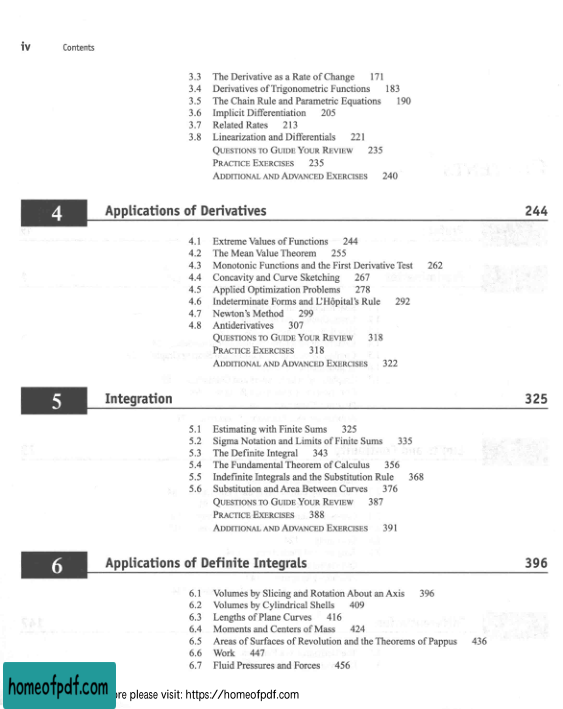 iv Contents
3.3 The Derivative as a Rate of Change 171
3.4 Derivatives of Trigonometric Functions 183
3.5 The Chain Rule and Parametric Equations 190
3.6 Implicit Differentiation 205
3.7 Related Rates 213
3.8 Linearization and Differentials 221
QUESTIONS TO GUIDE YOUR REVIEW 235
PRACTICE EXERCISES 235
ADDITIONAL AND ADVANCED EXERCISES 240
4 Applications of Derivatives 244
4.1 Extreme Values of Functions 244
4.2 The Mean Value Theorem 255
4.3 Monotonic Functions and the First Derivative Test 262
4.4 Concavity and Curve Sketching 267
4.5 Applied Optimization Problems 278
4.6 Indeterminate Forms and L'Hôpital's Rule 292
4.7 Newton's Method 299
4.8 Antiderivatives 307
QUESTIONS TO GUIDE YOUR REVIEW 318
PRACTICE EXERCISES 318
ADDITIONAL AND ADVANCED EXERCISES 322
5 Integration 325
5.1 Estimating with Finite Sums 325
5.2 Sigma Notation and Limits of Finite Sums 335
5.3 The Definite Integral 343
5.4 The Fundamental Theorem of Calculus 356
5.5 Indefinite Integrals and the Substitution Rule 368
5.6 Substitution and Area Between Curves 376
QUESTIONS TO GUIDE YOUR REVIEW 387
PRACTICE EXERCISES 388
ADDITIONAL AND ADVANCED EXERCISES 391
6 Applications of Definite Integrals 396
6.1 Volumes by Slicing and Rotation About an Axis 396
6.2 Volumes by Cylindrical Shells 409
6.3 Lengths of Plane Curves 416
6.4 Moments and Centers of Mass 424
6.5 Areas of Surfaces of Revolution and the Theorems of Pappus 436
6.6 Work 447
6.7 Fluid Pressures and Forces 456
homeofpdf.com re please visit: https://homeofpdf.com